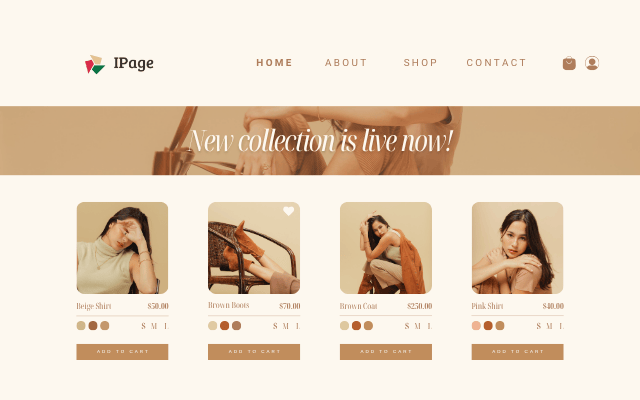 IPage
HOME ABOUT SHOP CONTACT
New collection is live now!
Beige Shirt $50.00
S M L
ADD TO CART
Brown Boots $70.00
S M L
ADD TO CART
Brown Coat $250.00
S M L
ADD TO CART
Pink Shirt $40.00
S M L
ADD TO CART